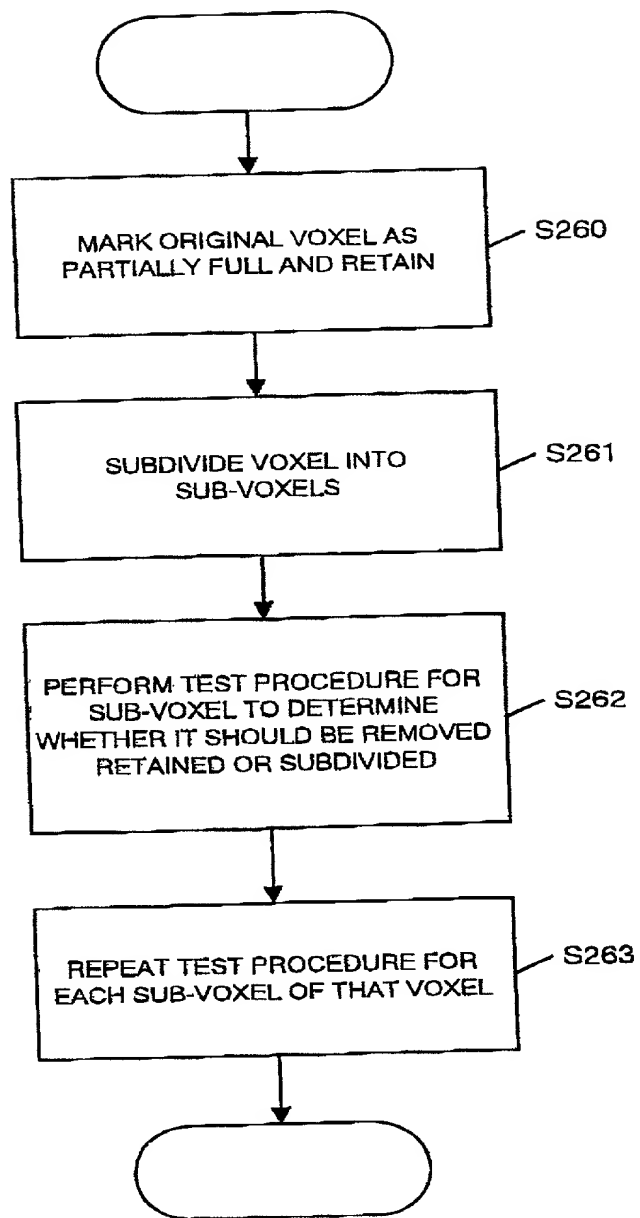 MARK ORIGINAL VOXEL AS
PARTIALLY FULL AND RETAIN
S260
SUBDIVIDE VOXEL INTO
SUB-VOXELS
S261
PERFORM TEST PROCEDURE FOR
SUB-VOXEL TO DETERMINE
WHETHER IT SHOULD BE REMOVED
RETAINED OR SUBDIVIDED
S262
REPEAT TEST PROCEDURE FOR
EACH SUB-VOXEL OF THAT VOXEL
S263